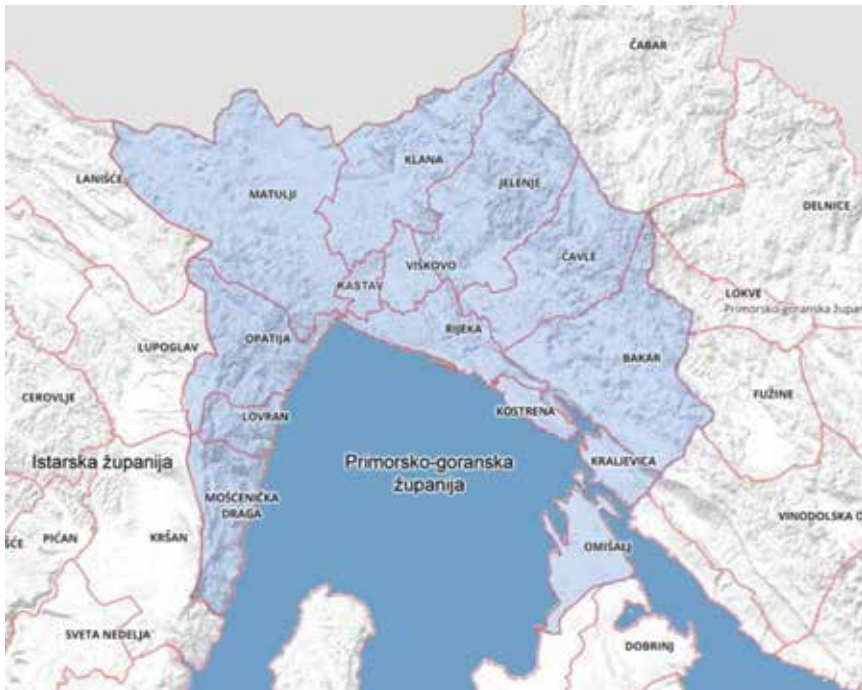 ČABAR
KLANA
LANIŠĆE
JELENJE
MATULJI
DELNICE
ČAVLE
VIŠKOVO
KASTAV
LOKVE
Primorsko-goranska župan
RIJEKA
OPATIJA
LUPOGLAV
BAKAR
FUŽINE
CEROVLJE
KOSTRENA
LOVRAN
Istarska županija
Primorsko-goranska
županija
KRALJEVICA
MOŠĆENIČKA
DRAGA
VINODOLSKA O
KRŠAN
PIĆAN
ŠĆE
OMIŠALJ
SVETA NEDELJA
DOBRINJ